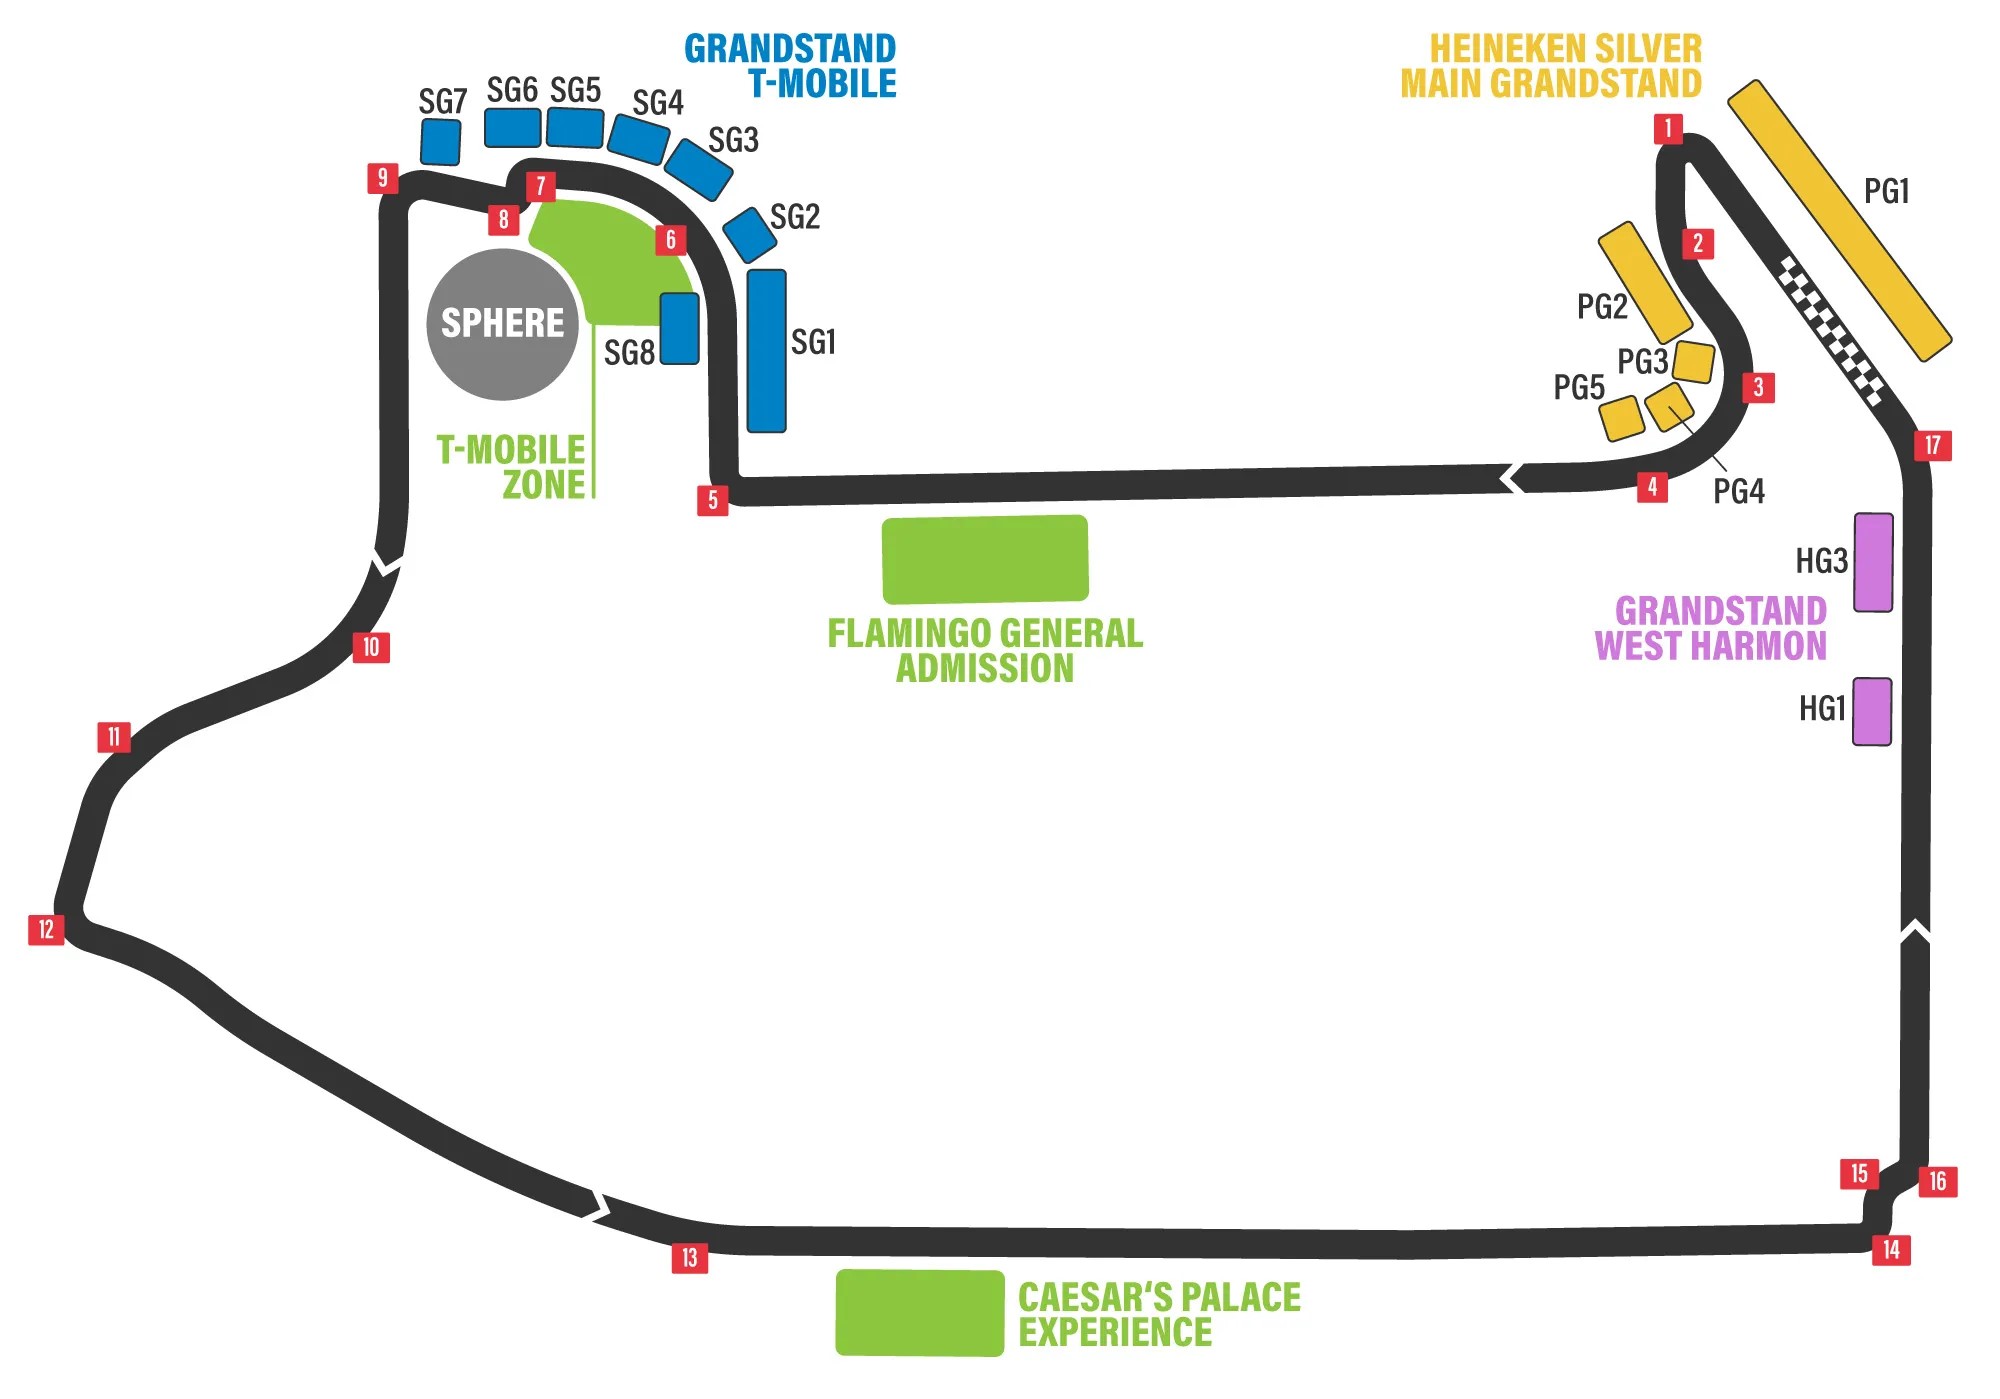 CAESAR'S PALACE
EXPERIENCE
14
13
16
15
12
11
10
HG1
GRANDSTAND
WEST HARMON
HG3
FLAMINGO GENERAL
ADMISSION
PG4
4
5
17
3
PG5
PG3
PG2
2
PG1
1
HEINEKEN SILVER
MAIN GRANDSTAND
T-MOBILE
ZONE
SPHERE
SG8
SG1
SG2
6
8
7
9
SG3
SG4
SG5
SG6
SG7
GRANDSTAND
T-MOBILE